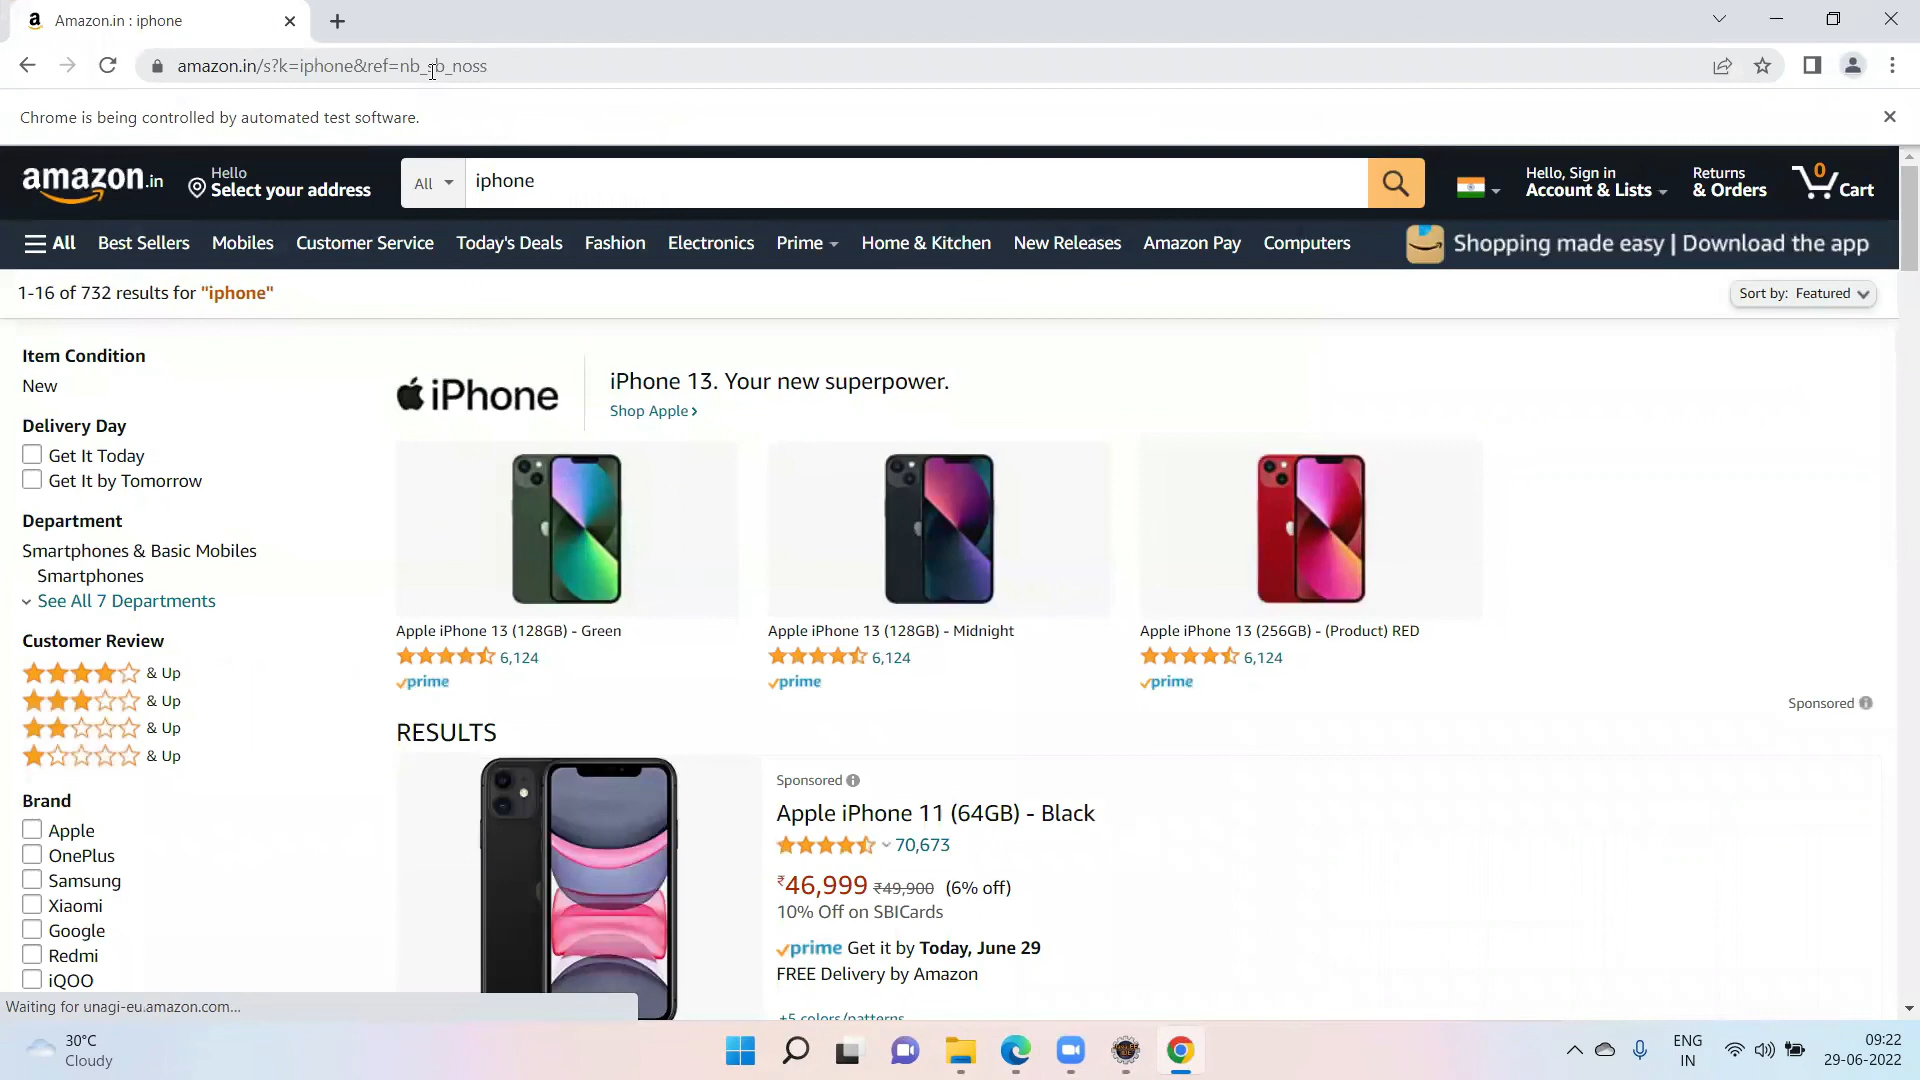 Amazon.in : iphone
amazon.in/s?k=iphone&ref=nb_sb_noss
Chrome is being controlled by automated test software.
amazon.in
Hello
Select your address
All
iphone
Hello, Sign in
Account & Lists
Returns
& Orders
0
Cart
All
Best Sellers
Mobiles
Customer Service
Today's Deals
Fashion
Electronics
Prime
Home & Kitchen
New Releases
Amazon Pay
Computers
Shopping made easy | Download the app
1-16 of 732 results for "iphone"
Sort by: Featured
Item Condition
New
Delivery Day
Get It Today
Get It by Tomorrow
Department
Smartphones & Basic Mobiles
Smartphones
See All 7 Departments
Customer Review
& Up
& Up
& Up
& Up
Brand
Apple
OnePlus
Samsung
Xiaomi
Google
Redmi
iQOO
iPhone
iPhone 13. Your new superpower.
Shop Apple ›
Apple iPhone 13 (128GB) - Green
6,124
prime
Apple iPhone 13 (128GB) - Midnight
6,124
prime
Apple iPhone 13 (256GB) - (Product) RED
6,124
prime
Sponsored
RESULTS
Sponsored
Apple iPhone 11 (64GB) - Black
70,673
₹46,999 ₹49,900 (6% off)
10% Off on SBICards
prime Get it by Today, June 29
FREE Delivery by Amazon
+5 colors/patterns
Waiting for unagi-eu.amazon.com...
30°C
Cloudy
ENG
IN
09:22
29-06-2022